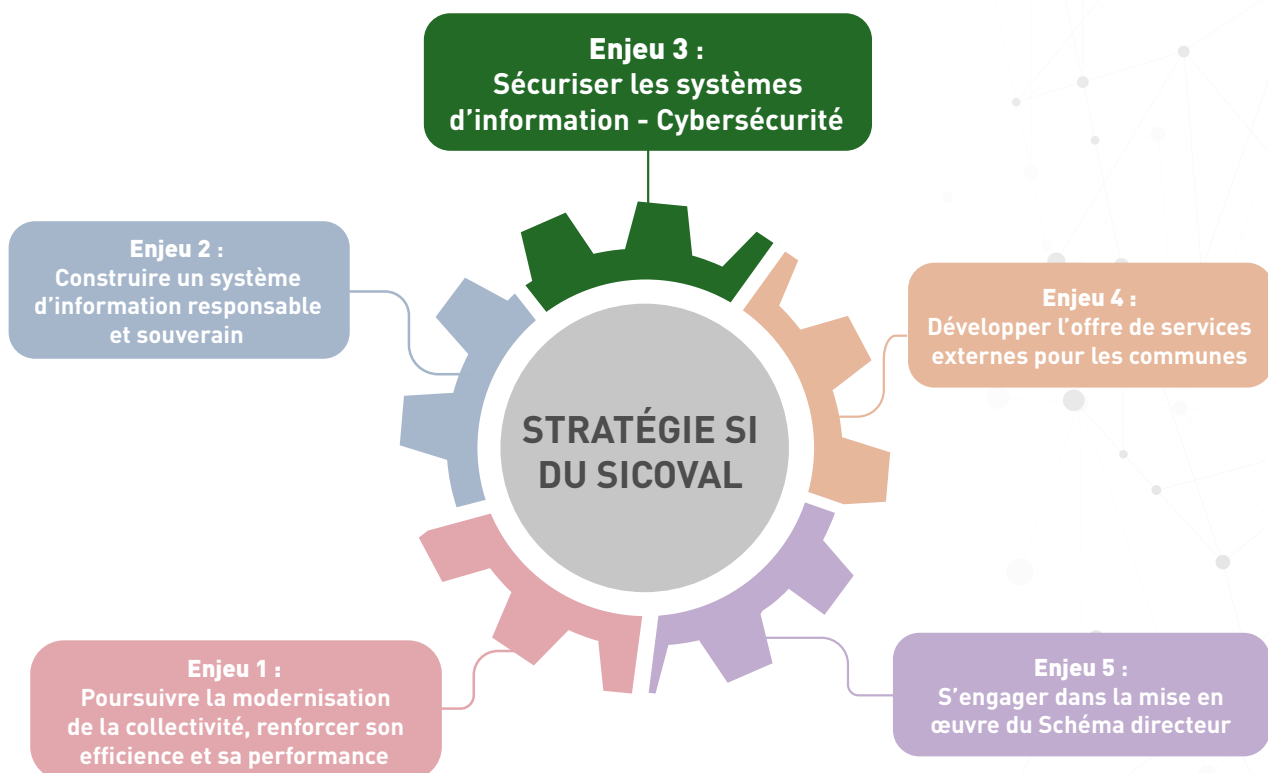 Enjeu 3 :
Sécuriser les systèmes
d'information - Cybersécurité
Enjeu 2 :
Construire un système
d'information responsable
et souverain
Enjeu 4 :
Développer l'offre de services
externes pour les communes
STRATÉGIE SI
DU SICOVAL
Enjeu 1 :
Poursuivre la modernisation
de la collectivité, renforcer son
efficience et sa performance
Enjeu 5 :
S'engager dans la mise en
œuvre du Schéma directeur